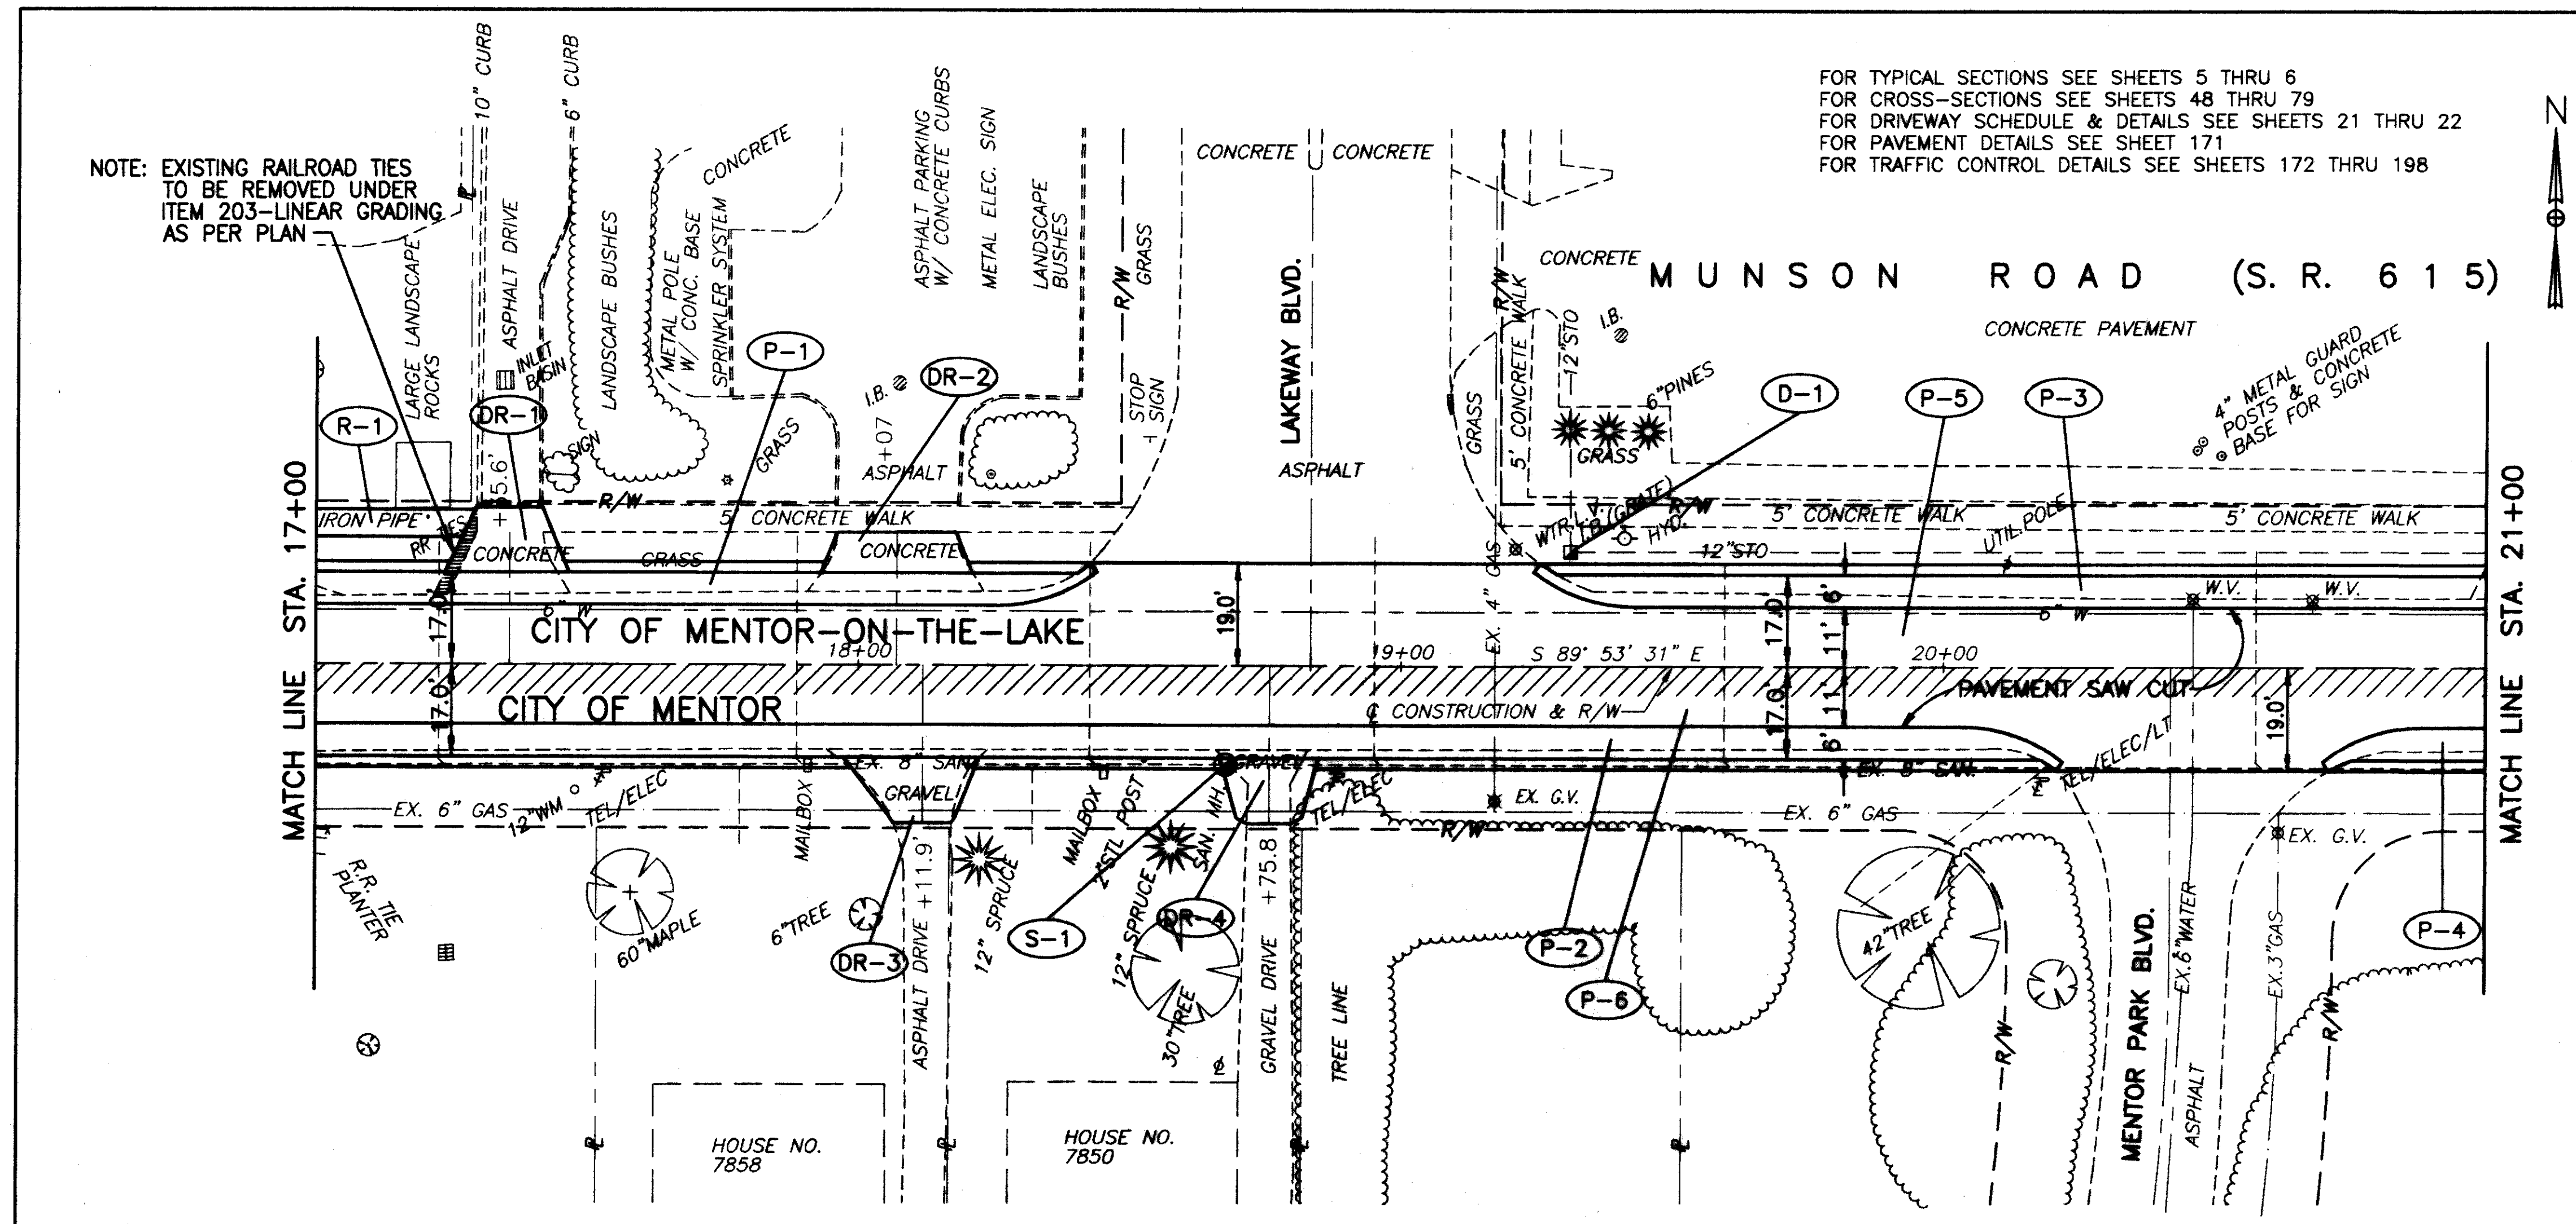 FOR TYPICAL SECTIONS SEE SHEETS 5 THRU 6
FOR CROSS-SECTIONS SEE SHEETS 48 THRU 79
FOR DRIVEWAY SCHEDULE & DETAILS SEE SHEETS 21 THRU 22
FOR PAVEMENT DETAILS SEE SHEET 171
FOR TRAFFIC CONTROL DETAILS SEE SHEETS 172 THRU 198
N
NOTE: EXISTING RAILROAD TIES
TO BE REMOVED UNDER
ITEM 203-LINEAR GRADING
AS PER PLAN
10" CURB
6" CURB
ASPHALT DRIVE
LARGE LANDSCAPE
ROCKS
INLET
BASIN
LANDSCAPE BUSHES
CONCRETE
METAL POLE
W/ CONC. BASE
SPRINKLER SYSTEM
ASPHALT PARKING
W/ CONCRETE CURBS
METAL ELEC. SIGN
LANDSCAPE
BUSHES
R/W
GRASS
STOP
SIGN
CONCRETE
CONCRETE
LAKEWAY BLVD.
ASPHALT
CONCRETE
MUNSON ROAD (S. R. 615)
CONCRETE PAVEMENT
R/W
5' CONCRETE WALK
12"STO
I.B.
6"PINES
GRASS
GRASS
4" METAL GUARD
POSTS & CONCRETE
BASE FOR SIGN
R-1
DR-1
P-1
DR-2
D-1
P-5
P-3
I.B.
+07
SIGN
GRASS
ASPHALT
MATCH LINE STA. 17+00
MATCH LINE STA. 21+00
IRON PIPE
RR TIES
CONCRETE
R/W
5' CONCRETE WALK
GRASS
CONCRETE
WTR. L.V.
I.B. (GRATE)
HYD.
R/W
12"STO
5' CONCRETE WALK
UTIL.POLE
5' CONCRETE WALK
W.V.
W.V.
17.0'
6" W
19.0'
EX. 4" GAS
17.0'
6'
11'
6" W
CITY OF MENTOR-ON-THE-LAKE
18+00
19+00
S 89° 53' 31" E
20+00
17.0'
CITY OF MENTOR
℄ CONSTRUCTION & R/W
17.0'
11'
6'
PAVEMENT SAW CUT
19.0'
EX. 8" SAN.
GRAVEL
GRAVEL
EX. 8" SAN.
TEL/ELEC/LT
EX. 6" GAS
12"WM
TEL/ELEC
MAILBOX
MAILBOX
2"STL POST
SAN. MH.
TEL/ELEC
EX. G.V.
R/W
EX. 6" GAS
EX. G.V.
R.R. TIE
PLANTER
60"MAPLE
6"TREE
+11.9'
ASPHALT DRIVE
12" SPRUCE
12" SPRUCE
30"TREE
+75.8
GRAVEL DRIVE
TREE LINE
DR-3
S-1
DR-4
P-2
P-6
P-4
42"TREE
R/W
MENTOR PARK BLVD.
EX.6"WATER
ASPHALT
EX.3"GAS
R/W
HOUSE NO.
7858
HOUSE NO.
7850